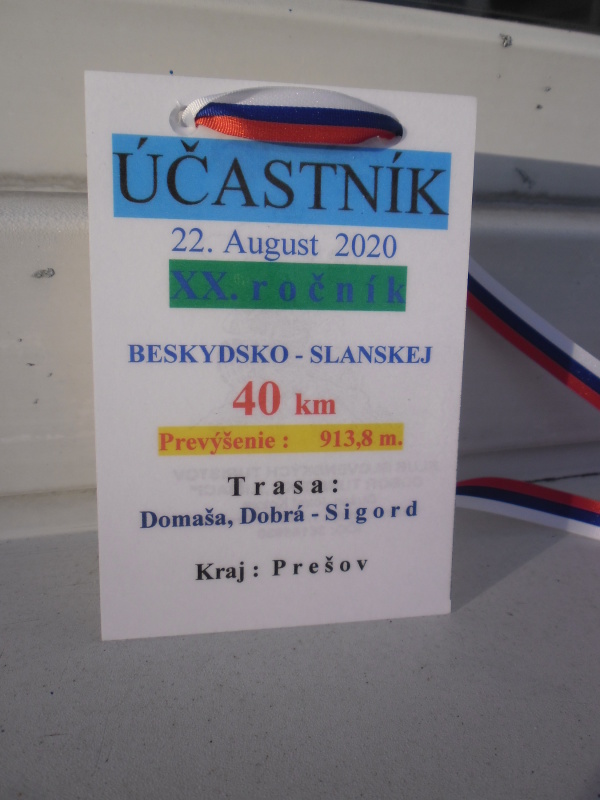 ÚČASTNÍK
22. August 2020
XX. ročník
BESKYDSKO - SLANSKEJ
40 km
Prevýšenie : 913,8 m.
Trasa :
Domaša, Dobrá - Sigord
Kraj : Prešov